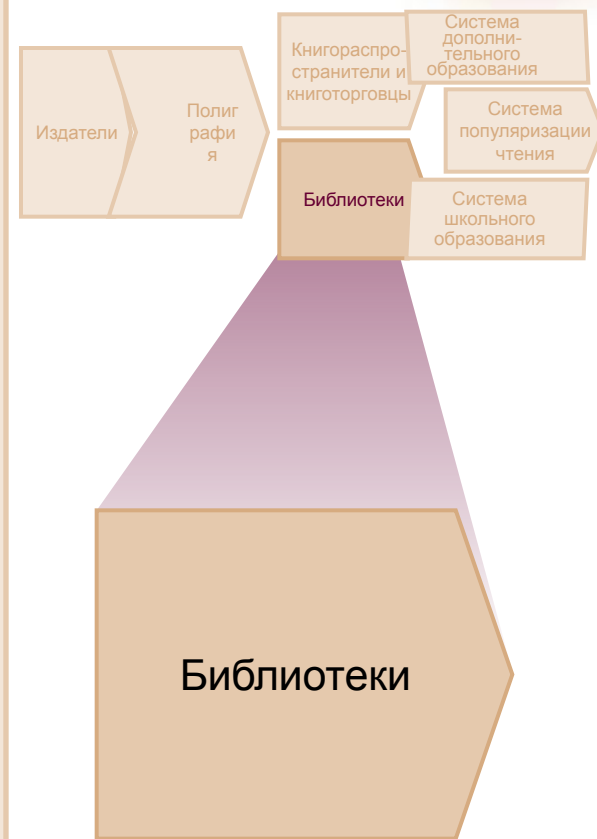 Издатели
Полиг
рафи
я
Книгораспро-
странители и
книготорговцы
Библиотеки
Система
дополни-
тельного
образования
Система
популяризации
чтения
Система
школьного
образования
Библиотеки